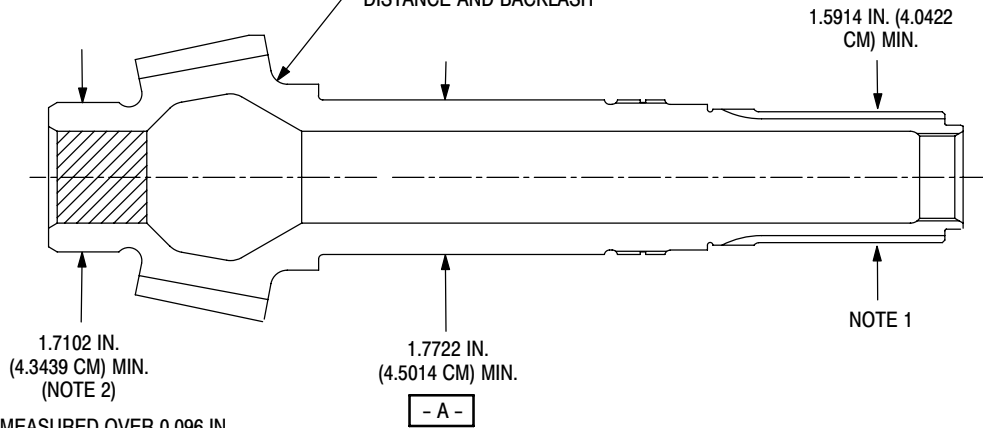 DISTANCE AND BACKLASH
1.5914 IN. (4.0422
CM) MIN.
NOTE 1
1.7102 IN.
(4.3439 CM) MIN.
(NOTE 2)
1.7722 IN.
(4.5014 CM) MIN.
- A -
MEASURED OVER 0.096 IN